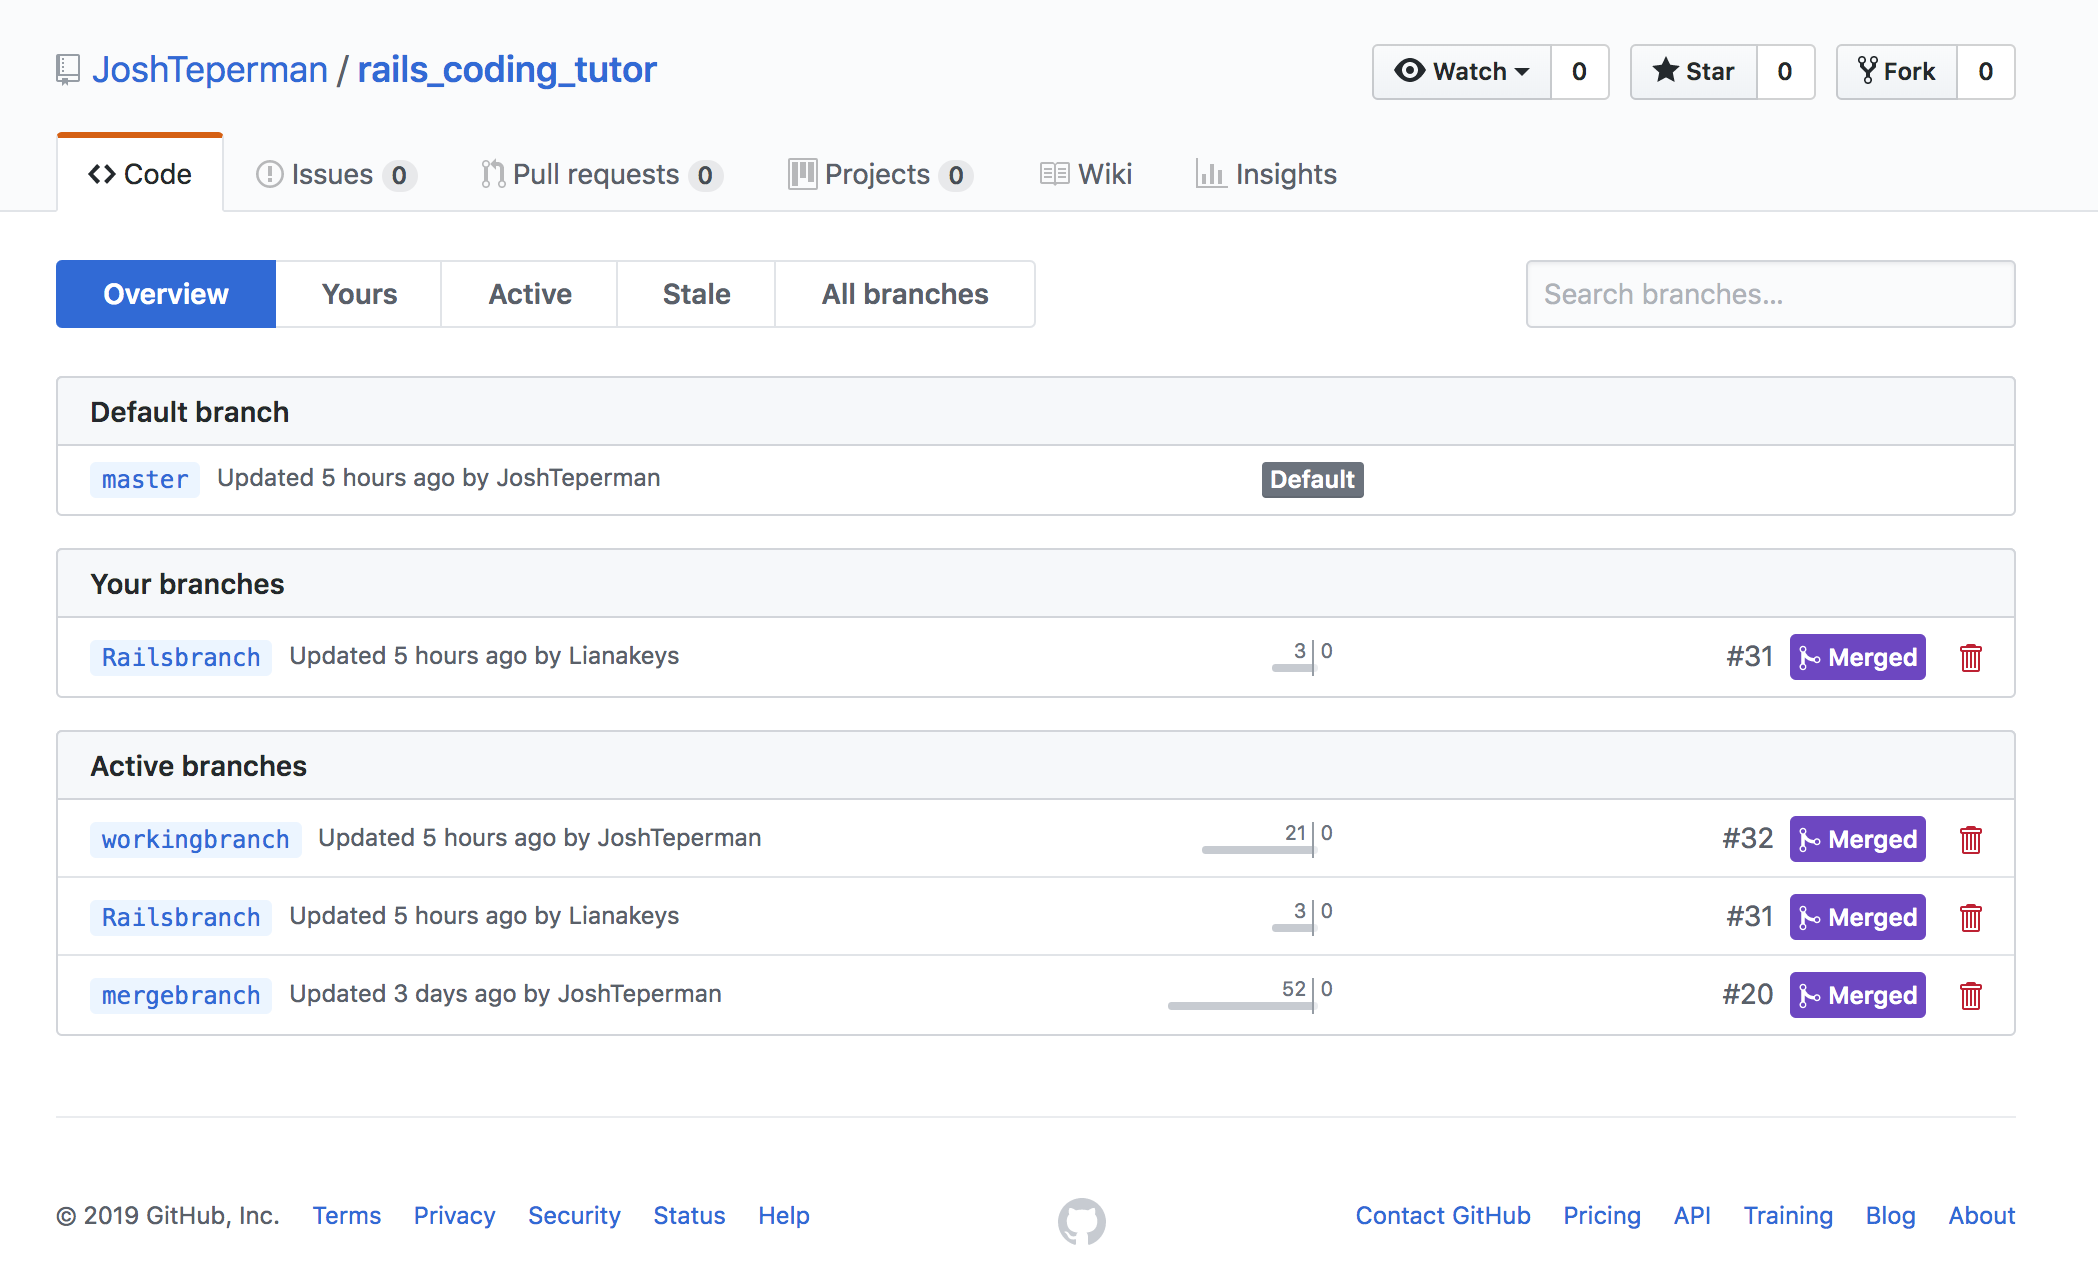 JoshTeperman / rails_coding_tutor
Watch 0 Star 0 Fork 0
Code Issues 0 Pull requests 0 Projects 0 Wiki Insights
Overview Yours Active Stale All branches Search branches...
Default branch
master Updated 5 hours ago by JoshTeperman Default
Your branches
Railsbranch Updated 5 hours ago by Lianakeys 3 0 #31 Merged
Active branches
workingbranch Updated 5 hours ago by JoshTeperman 21 0 #32 Merged
Railsbranch Updated 5 hours ago by Lianakeys 3 0 #31 Merged
mergebranch Updated 3 days ago by JoshTeperman 52 0 #20 Merged
© 2019 GitHub, Inc. Terms Privacy Security Status Help Contact GitHub Pricing API Training Blog About